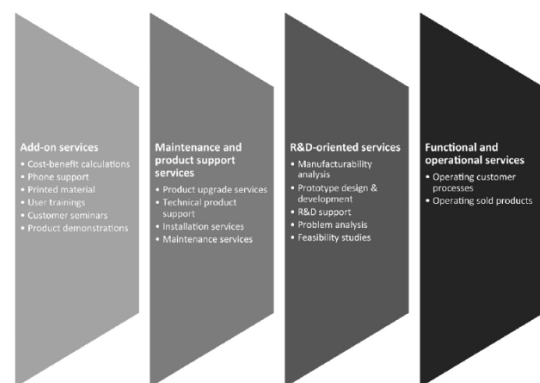 Add-on services
• Cost-benefit calculations
• Phone support
• Printed material
• User trainings
• Customer seminars
• Product demonstrations
Maintenance and
product support
services
• Product upgrade services
• Technical product
support
• Installation services
• Maintenance services
R&D-oriented services
• Manufacturability
analysis
• Prototype design &
development
• R&D support
• Problem analysis
• Feasibility studies
Functional and
operational services
• Operating customer
processes
• Operating sold products